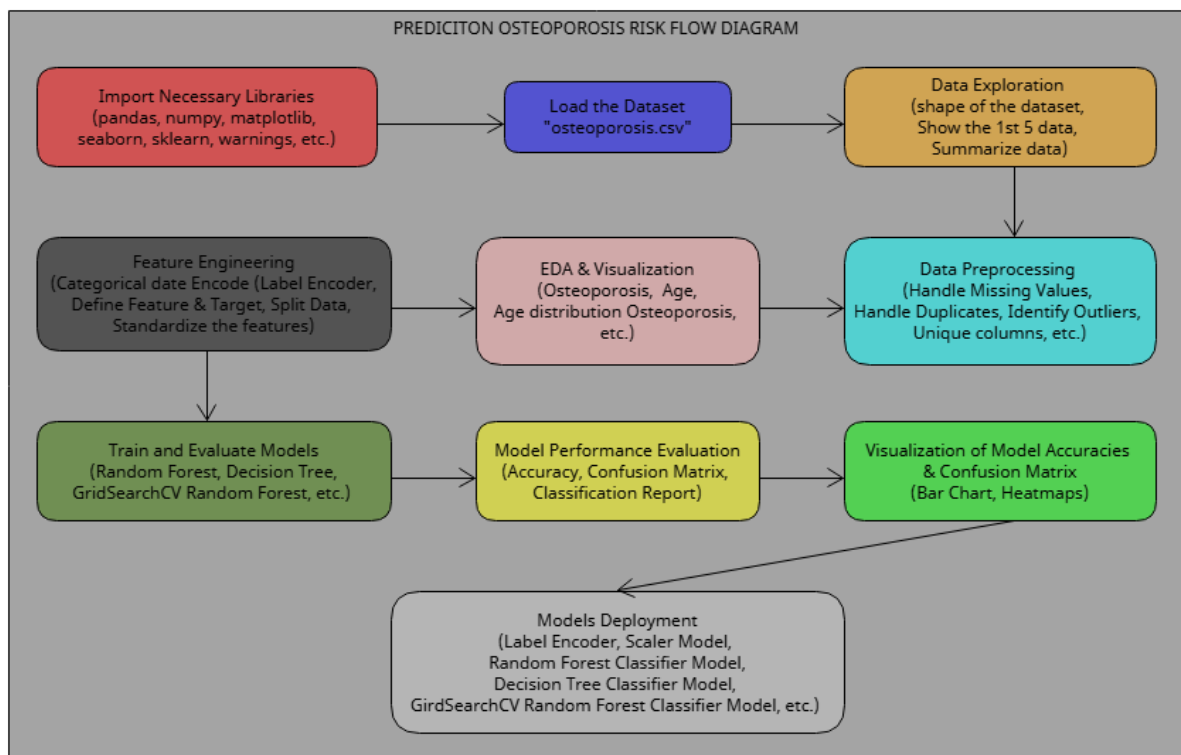 PREDICITON OSTEOPOROSIS RISK FLOW DIAGRAM
Import Necessary Libraries
(pandas, numpy, matplotlib,
seaborn, sklearn, warnings, etc.)
Load the Dataset
"osteoporosis.csv"
Data Exploration
(shape of the dataset,
Show the 1st 5 data,
Summarize data)
Feature Engineering
(Categorical date Encode (Label Encoder,
Define Feature & Target, Split Data,
Standardize the features)
EDA & Visualization
(Osteoporosis, Age,
Age distribution Osteoporosis,
etc.)
Data Preprocessing
(Handle Missing Values,
Handle Duplicates, Identify Outliers,
Unique columns, etc.)
Train and Evaluate Models
(Random Forest, Decision Tree,
GridSearchCV Random Forest, etc.)
Model Performance Evaluation
(Accuracy, Confusion Matrix,
Classification Report)
Visualization of Model Accuracies
& Confusion Matrix
(Bar Chart, Heatmaps)
Models Deployment
(Label Encoder, Scaler Model,
Random Forest Classifier Model,
Decision Tree Classifier Model,
GirdSearchCV Random Forest Classifier Model, etc.)